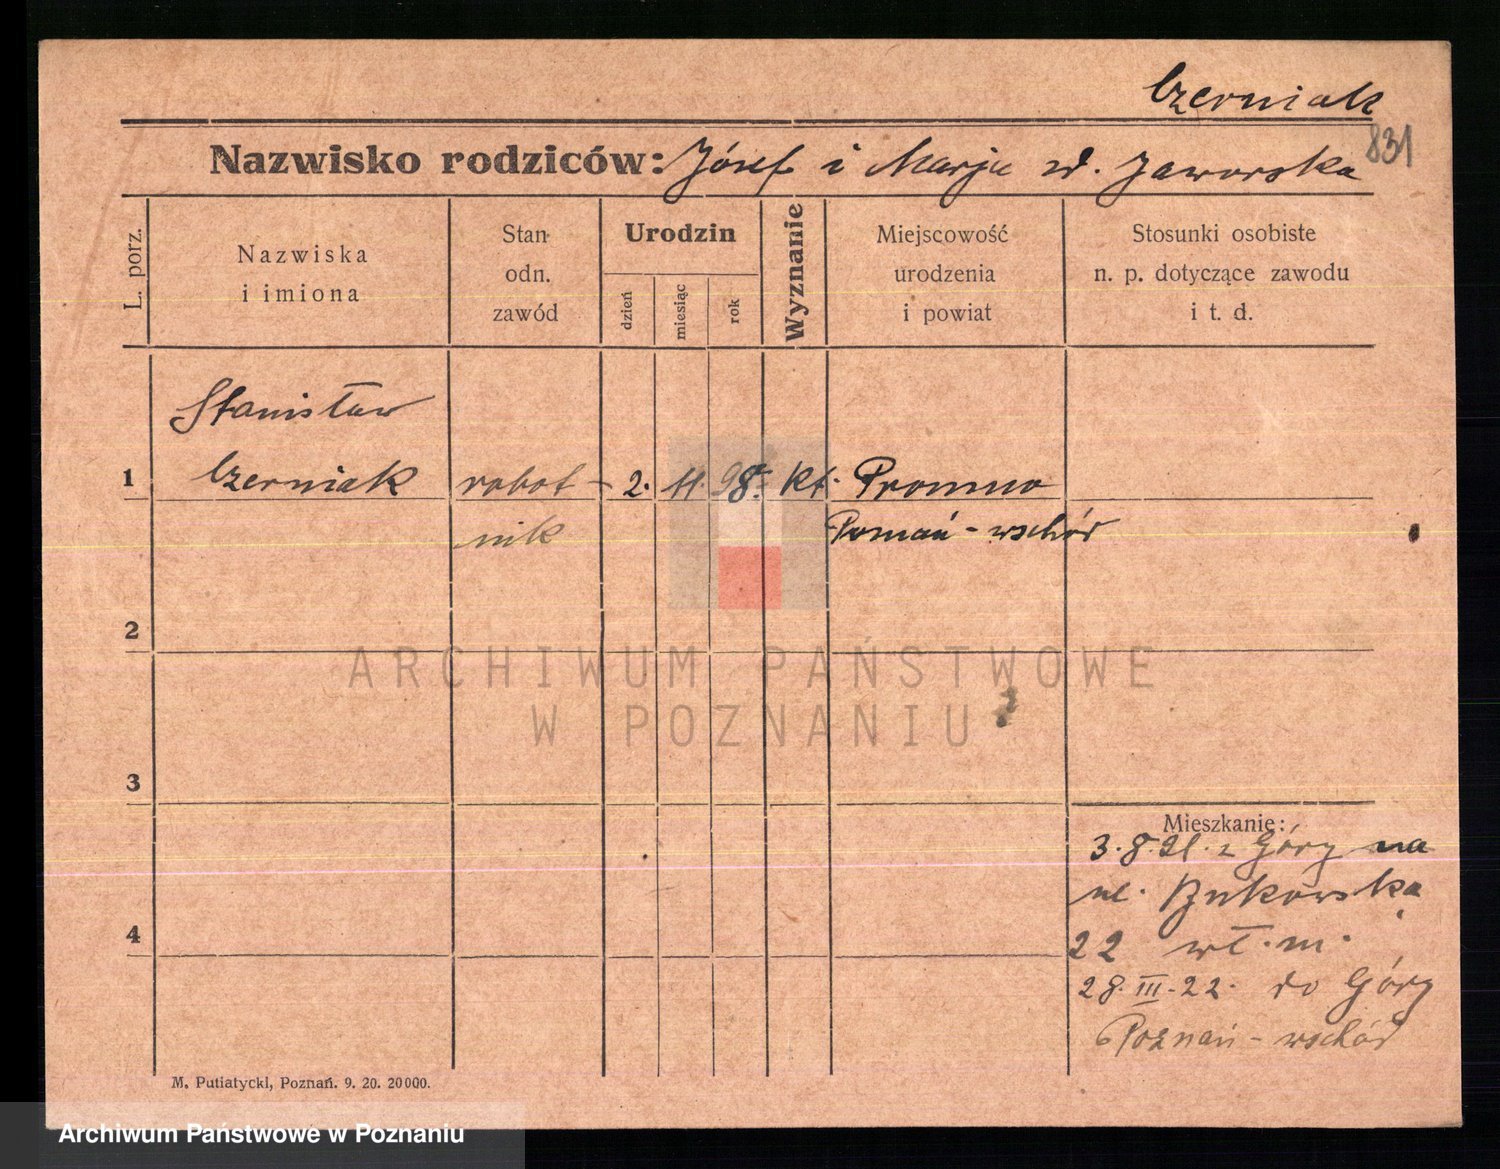 Czerniak
831
Nazwisko rodziców: Józef i Marja zd. Jaworska
L. porz.
Nazwiska
i imiona
Stan
odn.
zawód
Urodzin
dzień
miesiąc
rok
Wyznanie
Miejscowość
urodzenia
i powiat
Stosunki osobiste
n. p. dotyczące zawodu
i t. d.
Stanisław
1 Czerniak robot- 2. 11. 98. kt. Promno
nik Poznań-wschód
2
3
4
Mieszkanie:
3.8.21. z Góry na
ul. Bukowska
22 wł. m.
28.III.22. do Góry
Poznań-wschód
M. Putiatycki, Poznań. 9. 20. 20000.
ARCHIWUM PAŃSTWOWE
W POZNANIU
Archiwum Państwowe w Poznaniu